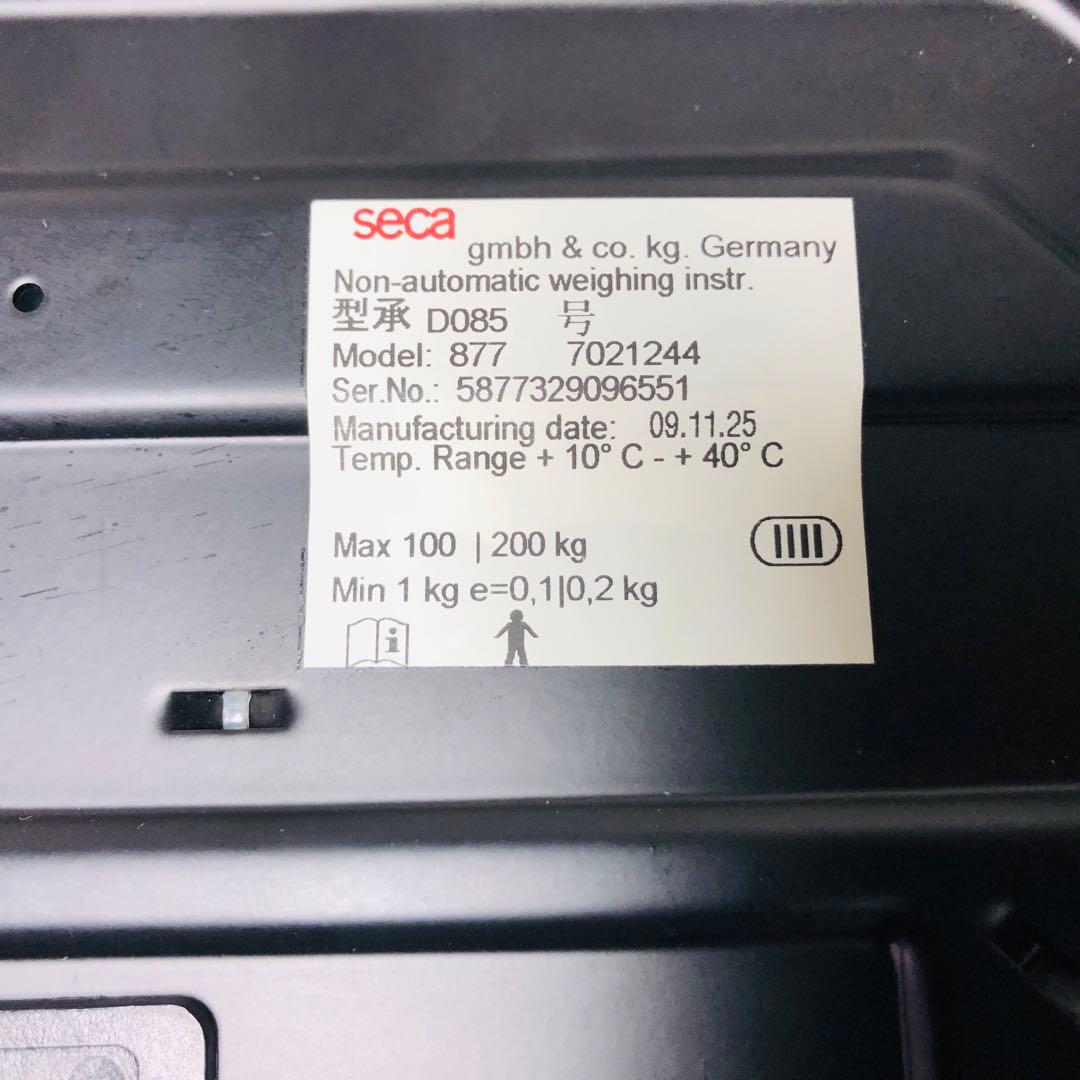 seca
gmbh & co. kg. Germany
Non-automatic weighing instr.
型承 D085 号
Model: 877 7021244
Ser.No.: 5877329096551
Manufacturing date: 09.11.25
Temp. Range + 10° C - + 40° C
Max 100 | 200 kg
Min 1 kg e=0,1|0,2 kg
i